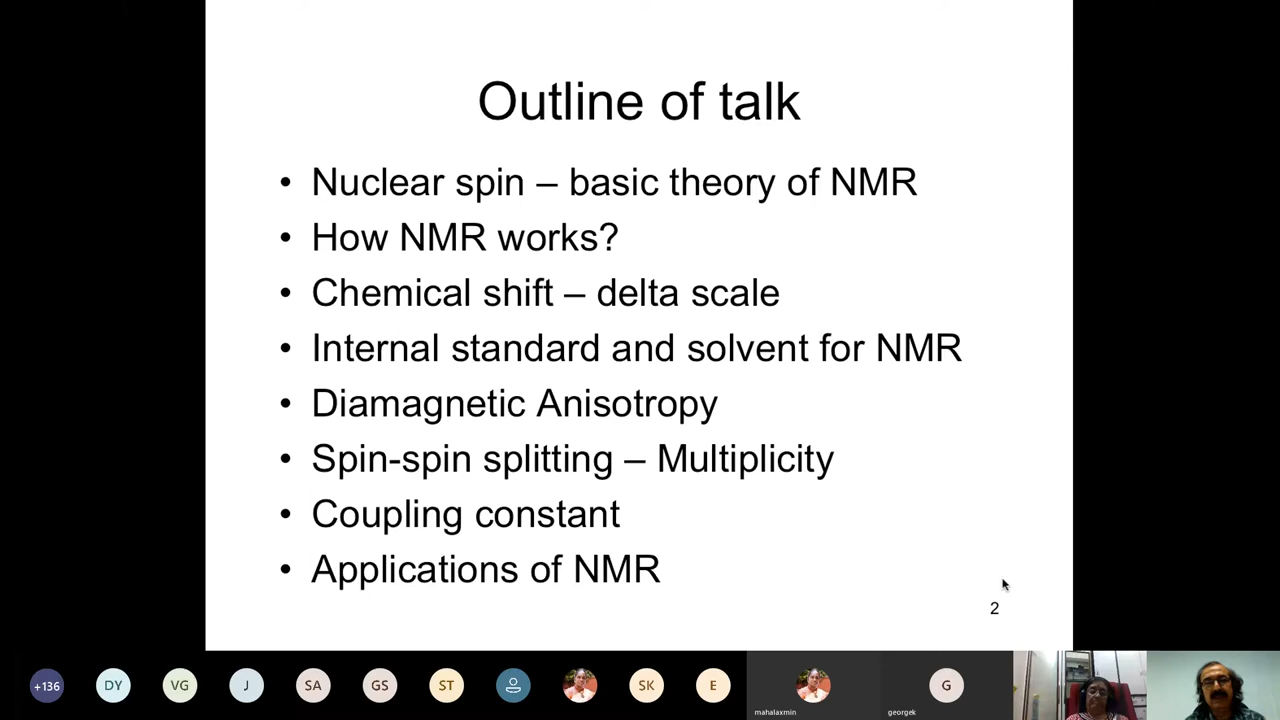 Outline of talk
• Nuclear spin – basic theory of NMR
• How NMR works?
• Chemical shift – delta scale
• Internal standard and solvent for NMR
• Diamagnetic Anisotropy
• Spin-spin splitting – Multiplicity
• Coupling constant
• Applications of NMR
2
+136 DY VG J SA GS ST SK E G
mahalaxmin georgek